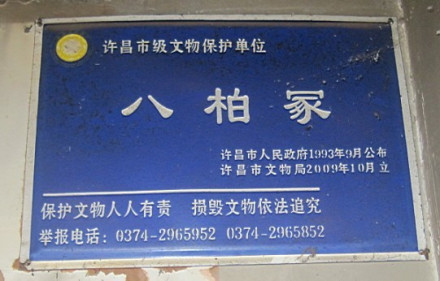 许昌市级文物保护单位
八柏冢
许昌市人民政府1993年9月公布
许昌市文物局2009年10月立
保护文物人人有责 损毁文物依法追究
举报电话：0374-2965952 0374-2965852